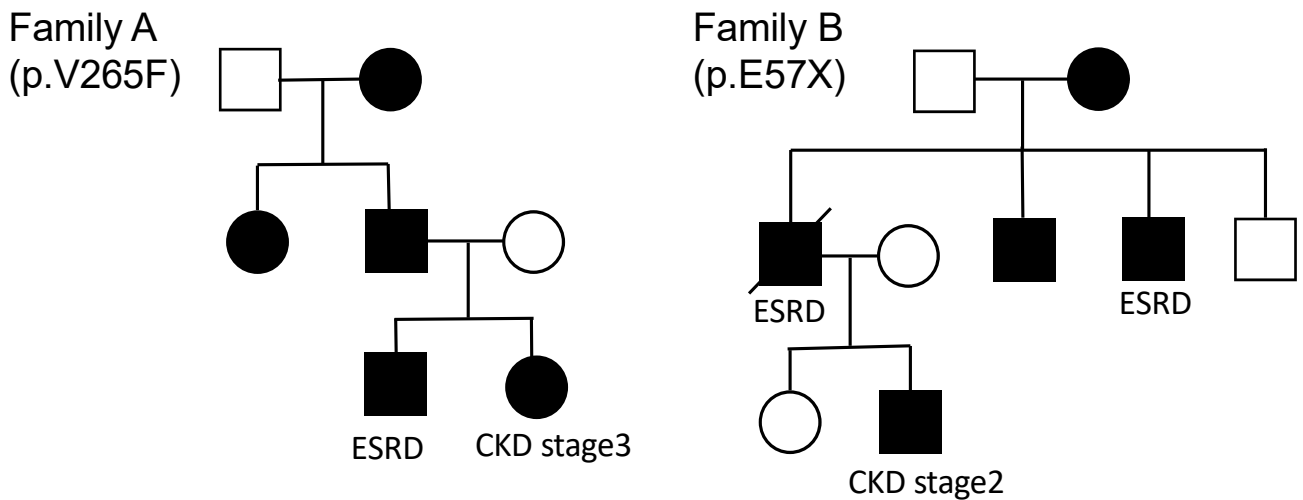 Family A
(p.V265F)
Family B
(p.E57X)
ESRD
ESRD
ESRD
CKD stage3
CKD stage2